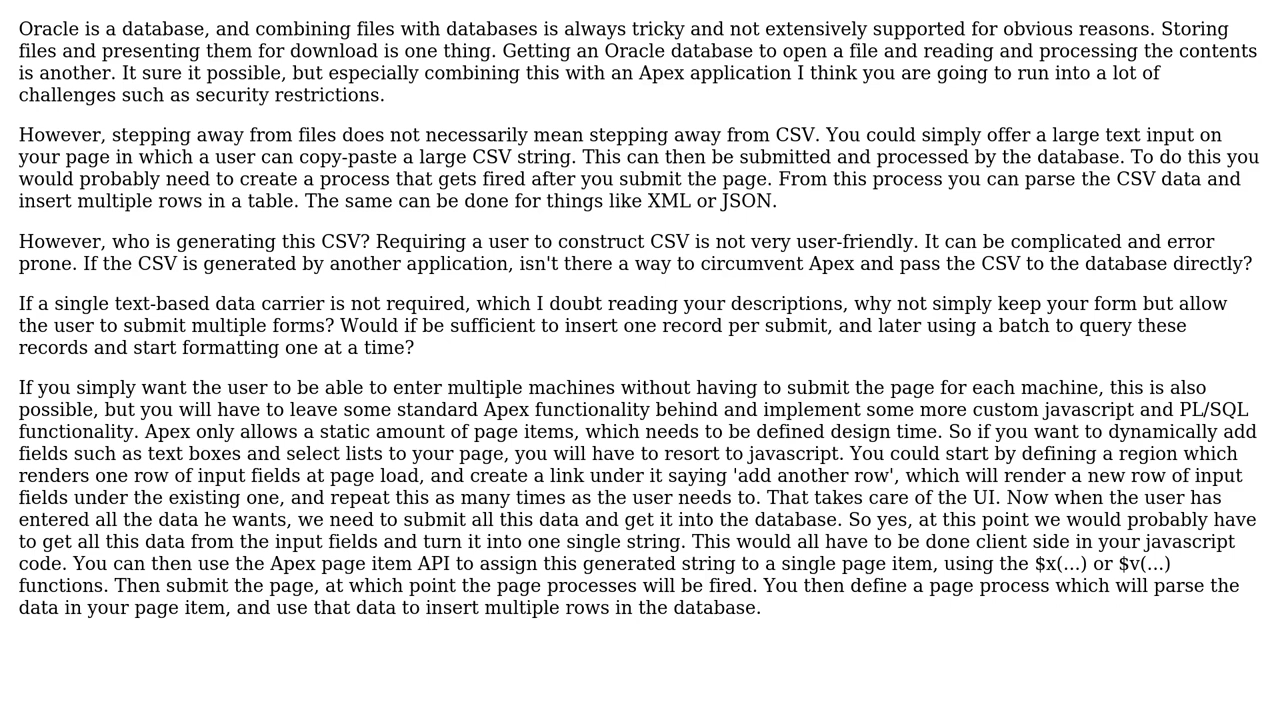 Oracle is a database, and combining files with databases is always tricky and not extensively supported for obvious reasons. Storing
files and presenting them for download is one thing. Getting an Oracle database to open a file and reading and processing the contents
is another. It sure it possible, but especially combining this with an Apex application I think you are going to run into a lot of
challenges such as security restrictions.
However, stepping away from files does not necessarily mean stepping away from CSV. You could simply offer a large text input on
your page in which a user can copy-paste a large CSV string. This can then be submitted and processed by the database. To do this you
would probably need to create a process that gets fired after you submit the page. From this process you can parse the CSV data and
insert multiple rows in a table. The same can be done for things like XML or JSON.
However, who is generating this CSV? Requiring a user to construct CSV is not very user-friendly. It can be complicated and error
prone. If the CSV is generated by another application, isn't there a way to circumvent Apex and pass the CSV to the database directly?
If a single text-based data carrier is not required, which I doubt reading your descriptions, why not simply keep your form but allow
the user to submit multiple forms? Would if be sufficient to insert one record per submit, and later using a batch to query these
records and start formatting one at a time?
If you simply want the user to be able to enter multiple machines without having to submit the page for each machine, this is also
possible, but you will have to leave some standard Apex functionality behind and implement some more custom javascript and PL/SQL
functionality. Apex only allows a static amount of page items, which needs to be defined design time. So if you want to dynamically add
fields such as text boxes and select lists to your page, you will have to resort to javascript. You could start by defining a region which
renders one row of input fields at page load, and create a link under it saying 'add another row', which will render a new row of input
fields under the existing one, and repeat this as many times as the user needs to. That takes care of the UI. Now when the user has
entered all the data he wants, we need to submit all this data and get it into the database. So yes, at this point we would probably have
to get all this data from the input fields and turn it into one single string. This would all have to be done client side in your javascript
code. You can then use the Apex page item API to assign this generated string to a single page item, using the $x(...) or $v(...)
functions. Then submit the page, at which point the page processes will be fired. You then define a page process which will parse the
data in your page item, and use that data to insert multiple rows in the database.